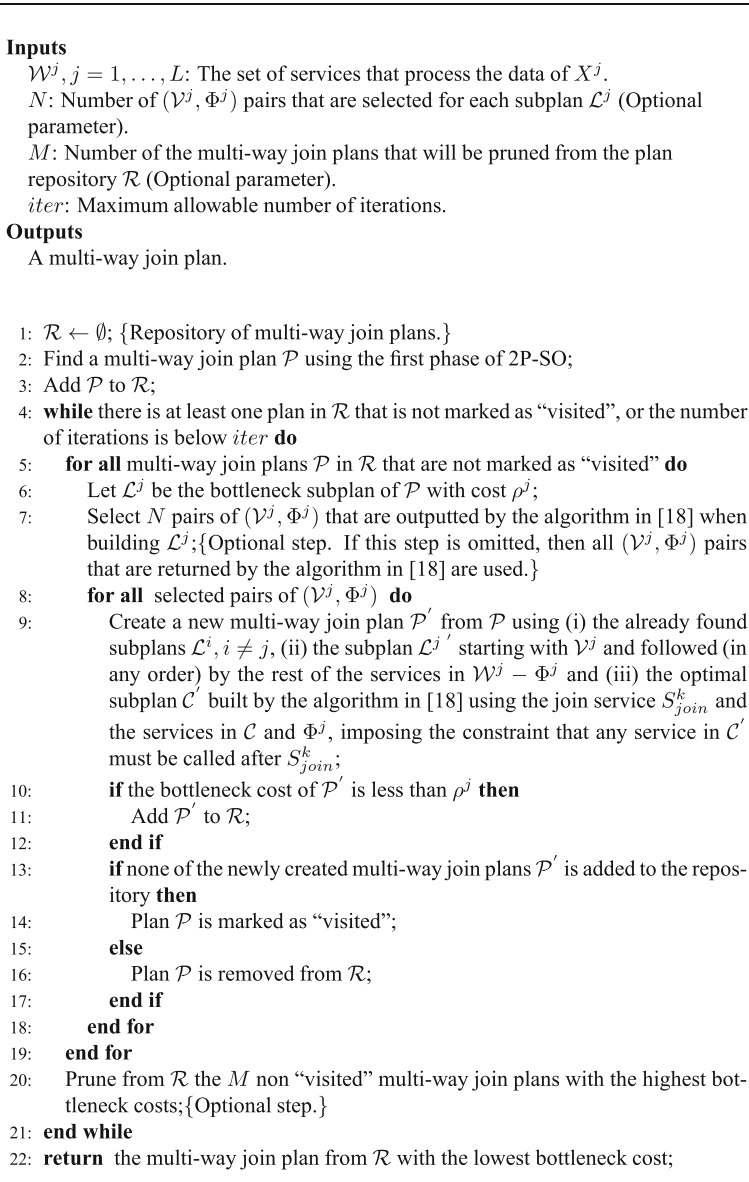 Inputs
𝒲^j, j = 1, . . . , L: The set of services that process the data of X^j.
N: Number of (𝒱^j, Φ^j) pairs that are selected for each subplan ℒ^j (Optional
parameter).
M: Number of the multi-way join plans that will be pruned from the plan
repository ℛ (Optional parameter).
iter: Maximum allowable number of iterations.
Outputs
A multi-way join plan.
1: ℛ ← ∅; {Repository of multi-way join plans.}
2: Find a multi-way join plan 𝒫 using the first phase of 2P-SO;
3: Add 𝒫 to ℛ;
4: while there is at least one plan in ℛ that is not marked as “visited”, or the number
of iterations is below iter do
5: for all multi-way join plans 𝒫 in ℛ that are not marked as “visited” do
6: Let ℒ^j be the bottleneck subplan of 𝒫 with cost ρ^j;
7: Select N pairs of (𝒱^j, Φ^j) that are outputted by the algorithm in [18] when
building ℒ^j;{Optional step. If this step is omitted, then all (𝒱^j, Φ^j) pairs
that are returned by the algorithm in [18] are used.}
8: for all selected pairs of (𝒱^j, Φ^j) do
9: Create a new multi-way join plan 𝒫′ from 𝒫 using (i) the already found
subplans ℒ^i, i ≠ j, (ii) the subplan ℒ^j ′ starting with 𝒱^j and followed (in
any order) by the rest of the services in 𝒲^j − Φ^j and (iii) the optimal
subplan 𝒞′ built by the algorithm in [18] using the join service S^k_join and
the services in 𝒞 and Φ^j, imposing the constraint that any service in 𝒞′
must be called after S^k_join;
10: if the bottleneck cost of 𝒫′ is less than ρ^j then
11: Add 𝒫′ to ℛ;
12: end if
13: if none of the newly created multi-way join plans 𝒫′ is added to the repos-
itory then
14: Plan 𝒫 is marked as “visited”;
15: else
16: Plan 𝒫 is removed from ℛ;
17: end if
18: end for
19: end for
20: Prune from ℛ the M non “visited” multi-way join plans with the highest bot-
tleneck costs;{Optional step.}
21: end while
22: return the multi-way join plan from ℛ with the lowest bottleneck cost;